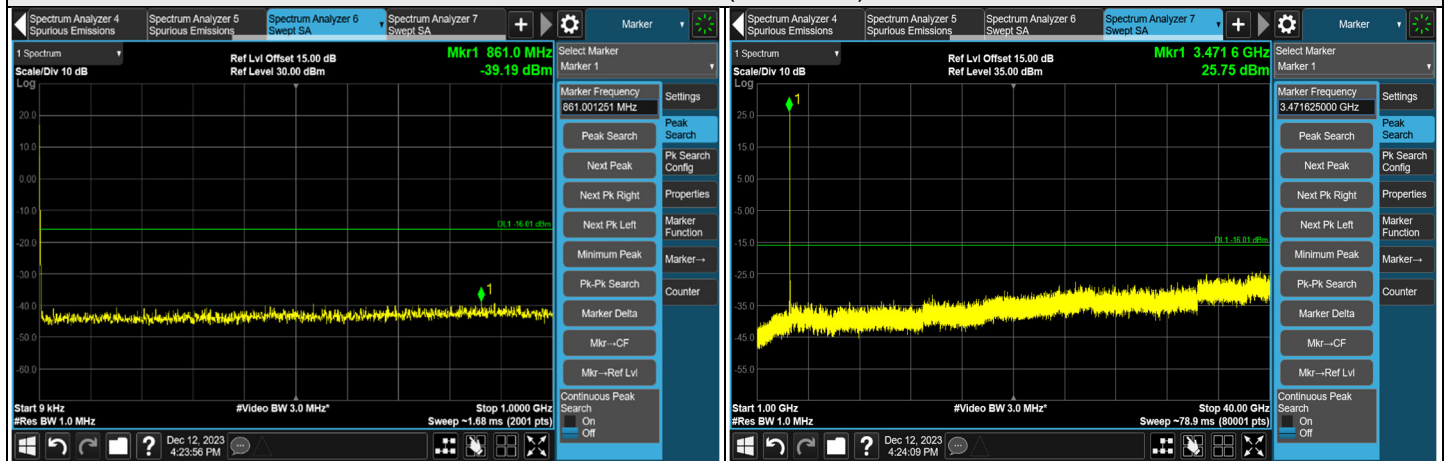 Spectrum Analyzer 4
Spurious Emissions
Spectrum Analyzer 5
Spurious Emissions
Spectrum Analyzer 6
Swept SA
Spectrum Analyzer 7
Swept SA
+
Marker
1 Spectrum
Scale/Div 10 dB
Log
Ref Lvl Offset 15.00 dB
Ref Level 30.00 dBm
Mkr1 861.0 MHz
-39.19 dBm
20.0
10.0
0.00
-10.0
-20.0
-30.0
-40.0
-50.0
-60.0
DL1 -16.01 dBm
1
Start 9 kHz
#Res BW 1.0 MHz
#Video BW 3.0 MHz*
Stop 1.0000 GHz
Sweep ~1.68 ms (2001 pts)
Select Marker
Marker 1
Marker Frequency
861.001251 MHz
Peak Search
Next Peak
Next Pk Right
Next Pk Left
Minimum Peak
Pk-Pk Search
Marker Delta
Mkr→CF
Mkr→Ref Lvl
Continuous Peak
Search
On
Off
Settings
Peak
Search
Pk Search
Config
Properties
Marker
Function
Marker→
Counter
?
Dec 12, 2023
4:23:56 PM
Spectrum Analyzer 4
Spurious Emissions
Spectrum Analyzer 5
Spurious Emissions
Spectrum Analyzer 6
Swept SA
Spectrum Analyzer 7
Swept SA
+
Marker
1 Spectrum
Scale/Div 10 dB
Log
Ref Lvl Offset 15.00 dB
Ref Level 35.00 dBm
Mkr1 3.471 6 GHz
25.75 dBm
25.0
15.0
5.00
-5.00
-15.0
-25.0
-35.0
-45.0
-55.0
DL1 -16.01 dBm
1
Start 1.00 GHz
#Res BW 1.0 MHz
#Video BW 3.0 MHz*
Stop 40.00 GHz
Sweep ~78.9 ms (80001 pts)
Select Marker
Marker 1
Marker Frequency
3.471625000 GHz
Peak Search
Next Peak
Next Pk Right
Next Pk Left
Minimum Peak
Pk-Pk Search
Marker Delta
Mkr→CF
Mkr→Ref Lvl
Continuous Peak
Search
On
Off
Settings
Peak
Search
Pk Search
Config
Properties
Marker
Function
Marker→
Counter
?
Dec 12, 2023
4:24:09 PM